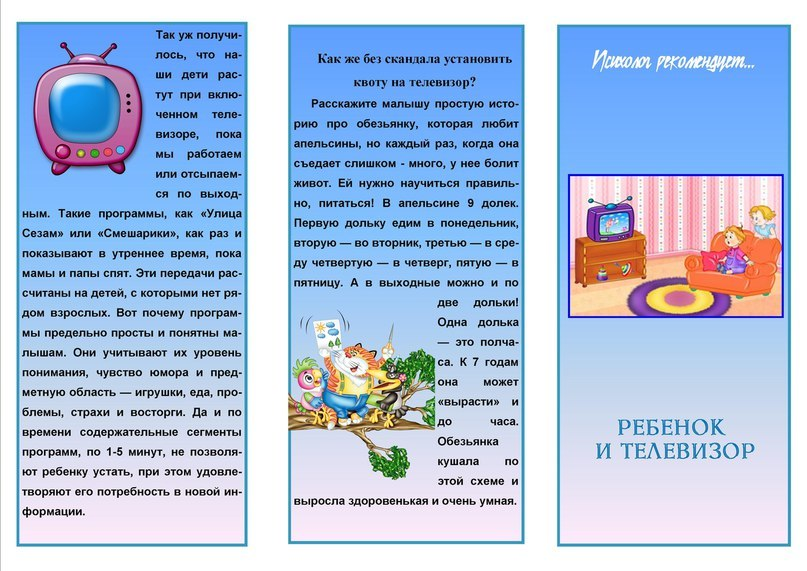 Так уж получи-
лось, что на-
ши дети рас-
тут при вклю-
ченном теле-
визоре, пока
мы работаем
или отсыпаем-
ся по выход-
ным. Такие программы, как «Улица
Сезам» или «Смешарики», как раз и
показывают в утреннее время, пока
мамы и папы спят. Эти передачи рас-
считаны на детей, с которыми нет ря-
дом взрослых. Вот почему програм-
мы предельно просты и понятны ма-
лышам. Они учитывают их уровень
понимания, чувство юмора и пред-
метную область — игрушки, еда, про-
блемы, страхи и восторги. Да и по
времени содержательные сегменты
программ, по 1-5 минут, не позволя-
ют ребенку устать, при этом удовле-
творяют его потребность в новой ин-
формации.
Как же без скандала установить
квоту на телевизор?
Расскажите малышу простую исто-
рию про обезьянку, которая любит
апельсины, но каждый раз, когда она
съедает слишком - много, у нее болит
живот. Ей нужно научиться правиль-
но, питаться! В апельсине 9 долек.
Первую дольку едим в понедельник,
вторую — во вторник, третью — в сре-
ду четвертую — в четверг, пятую — в
пятницу. А в выходные можно и по
две дольки!
Одна долька
— это полча-
са. К 7 годам
она может
«вырасти» и
до часа.
Обезьянка
кушала по
этой схеме и
выросла здоровенькая и очень умная.
Психолог рекомендует...
РЕБЕНОК
И ТЕЛЕВИЗОР